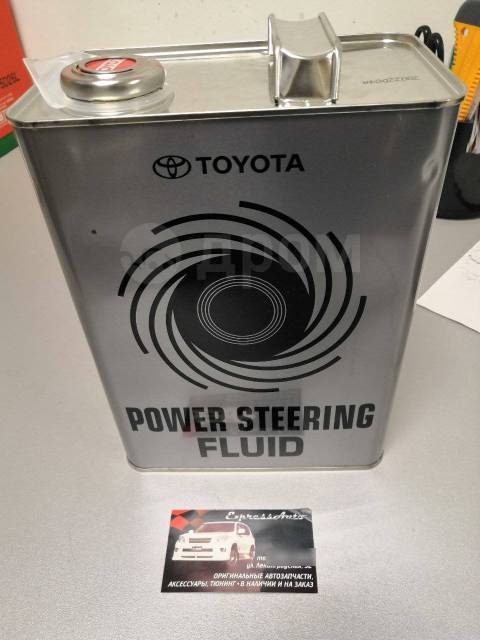 TOYOTA
дром
POWER STEERING
FLUID
ExpressAuto
ОРИГИНАЛЬНЫЕ АВТОЗАПЧАСТИ,
АКСЕССУАРЫ, ТЮНИНГ • В НАЛИЧИИ И НА ЗАКАЗ